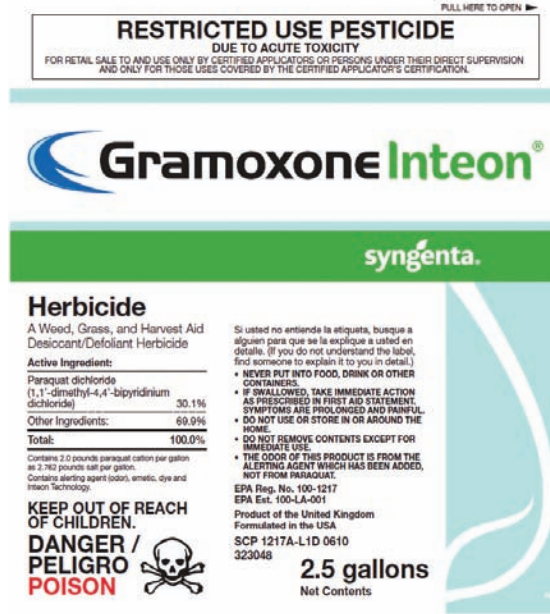 PULL HERE TO OPEN ►
RESTRICTED USE PESTICIDE
DUE TO ACUTE TOXICITY
FOR RETAIL SALE TO AND USE ONLY BY CERTIFIED APPLICATORS OR PERSONS UNDER THEIR DIRECT SUPERVISION
AND ONLY FOR THOSE USES COVERED BY THE CERTIFIED APPLICATOR'S CERTIFICATION.
Gramoxone Inteon®
syngenta.
Herbicide
A Weed, Grass, and Harvest Aid
Desiccant/Defoliant Herbicide
Active Ingredient:
Paraquat dichloride
(1,1'-dimethyl-4,4'-bipyridinium
dichloride) 30.1%
Other Ingredients: 69.9%
Total: 100.0%
Contains 2.0 pounds paraquat cation per gallon
as 2.762 pounds salt per gallon.
Contains alerting agent (odor), emetic, dye and
Inteon Technology.
KEEP OUT OF REACH
OF CHILDREN.
DANGER /
PELIGRO
POISON
Si usted no entiende la etiqueta, busque a
alguien para que se la explique a usted en
detalle. (If you do not understand the label,
find someone to explain it to you in detail.)
• NEVER PUT INTO FOOD, DRINK OR OTHER
CONTAINERS.
• IF SWALLOWED, TAKE IMMEDIATE ACTION
AS PRESCRIBED IN FIRST AID STATEMENT.
SYMPTOMS ARE PROLONGED AND PAINFUL.
• DO NOT USE OR STORE IN OR AROUND THE
HOME.
• DO NOT REMOVE CONTENTS EXCEPT FOR
IMMEDIATE USE.
• THE ODOR OF THIS PRODUCT IS FROM THE
ALERTING AGENT WHICH HAS BEEN ADDED,
NOT FROM PARAQUAT.
EPA Reg. No. 100-1217
EPA Est. 100-LA-001
Product of the United Kingdom
Formulated in the USA
SCP 1217A-L1D 0610
323048
2.5 gallons
Net Contents